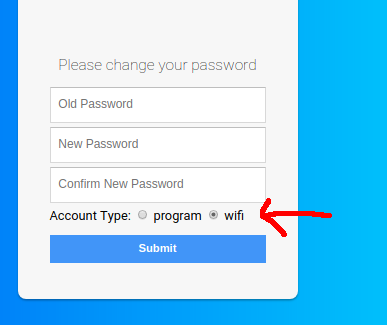 Please change your password
Old Password
New Password
Confirm New Password
Account Type: program wifi
Submit